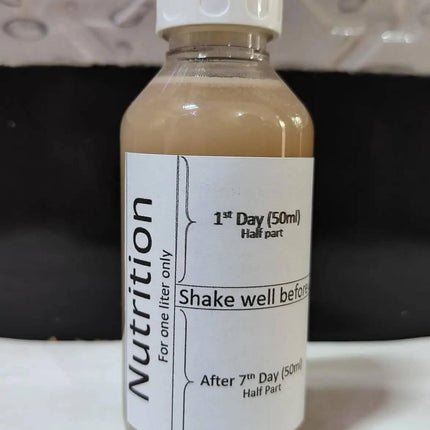 Nutrition
For one liter only
1st Day (50ml)
Half part
Shake well before
After 7th Day (50ml)
Half Part